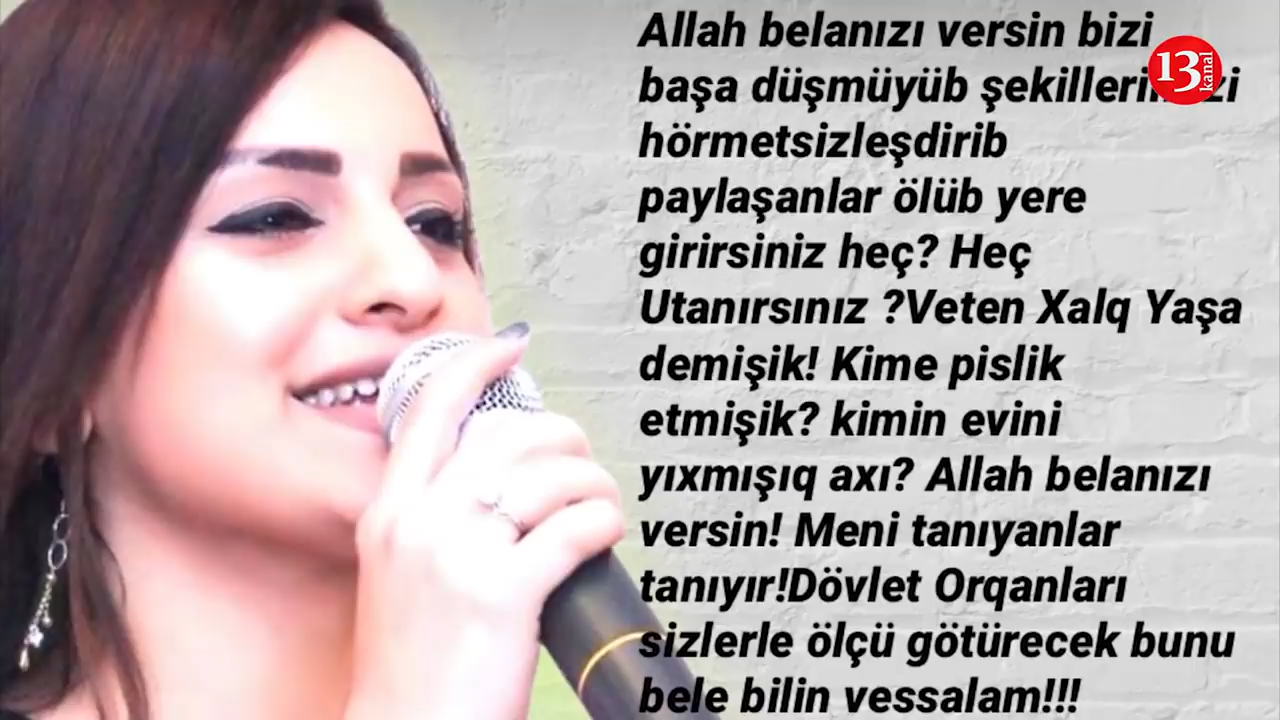 Allah belanızı versin bizi
başa düşmüyüb şekillerimizi
hörmetsizleşdirib
paylaşanlar ölüb yere
girirsiniz heç? Heç
Utanırsınız ?Veten Xalq Yaşa
demişik! Kime pislik
etmişik? kimin evini
yıxmışıq axı? Allah belanızı
versin! Meni tanıyanlar
tanıyır!Dövlet Orqanları
sizlerle ölçü götürecek bunu
bele bilin vessalam!!!
13 kanal